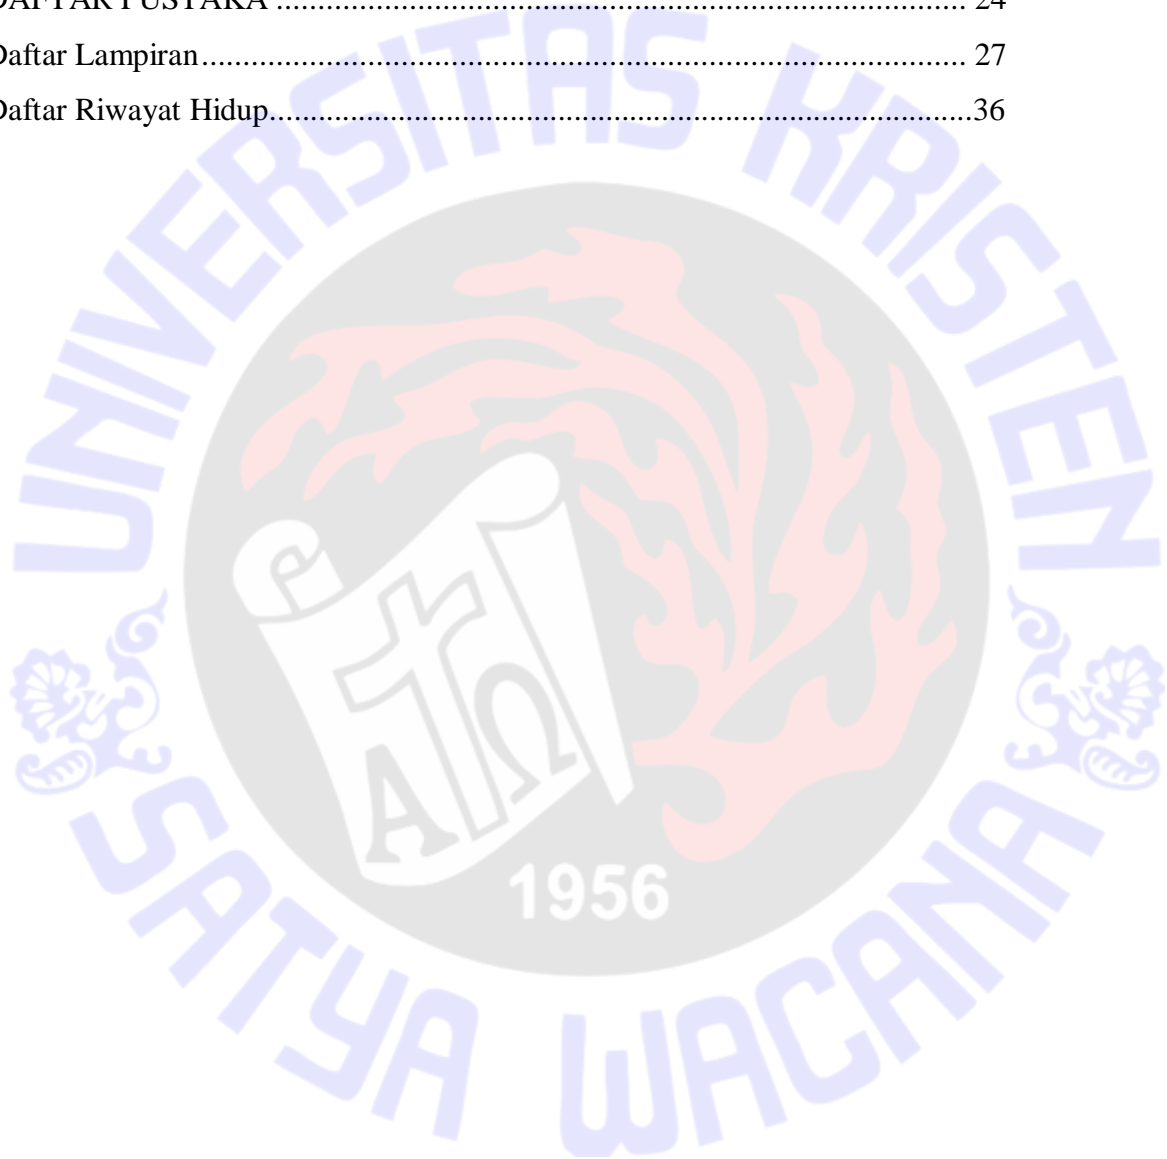 DAFTAR PUSTAKA ........................................................................................ 24
Daftar Lampiran............................................................................................. 27
Daftar Riwayat Hidup.....................................................................................36
UNIVERSITAS KRISTEN
A Ω
1956
SATYA WACANA